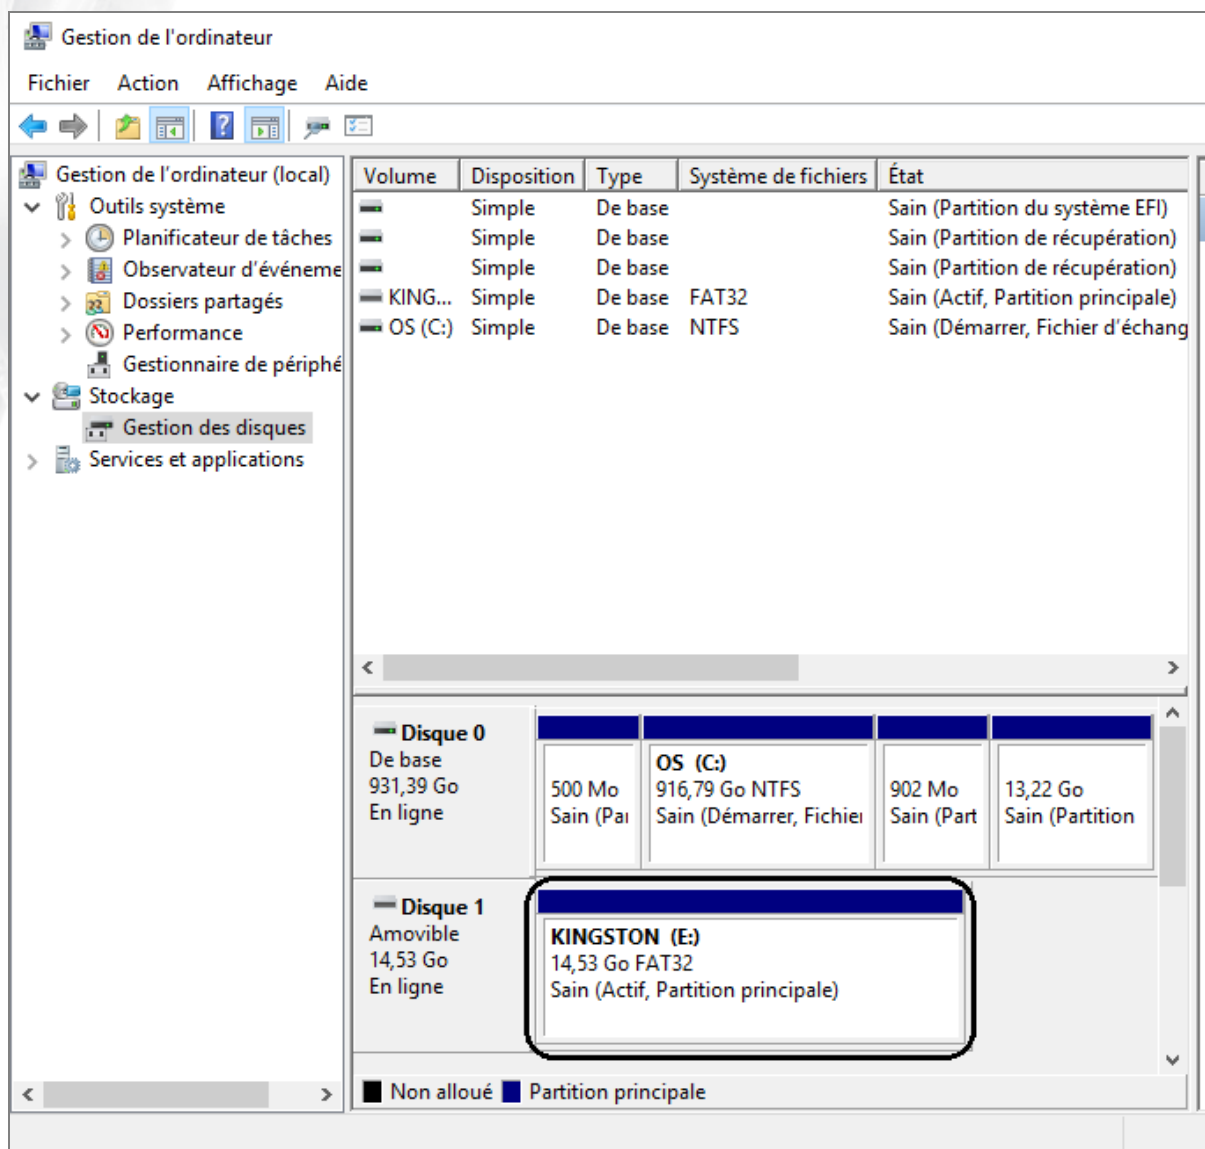 Gestion de l'ordinateur
Fichier Action Affichage Aide
Gestion de l'ordinateur (local)
Outils système
Planificateur de tâches
Observateur d'événeme
Dossiers partagés
Performance
Gestionnaire de périphé
Stockage
Gestion des disques
Services et applications
Volume Disposition Type Système de fichiers État
Simple De base Sain (Partition du système EFI)
Simple De base Sain (Partition de récupération)
Simple De base Sain (Partition de récupération)
KING... Simple De base FAT32 Sain (Actif, Partition principale)
OS (C:) Simple De base NTFS Sain (Démarrer, Fichier d'échang
Disque 0
De base
931,39 Go
En ligne
500 Mo
Sain (Par
OS (C:)
916,79 Go NTFS
Sain (Démarrer, Fichier
902 Mo
Sain (Part
13,22 Go
Sain (Partition
Disque 1
Amovible
14,53 Go
En ligne
KINGSTON (E:)
14,53 Go FAT32
Sain (Actif, Partition principale)
Non alloué Partition principale